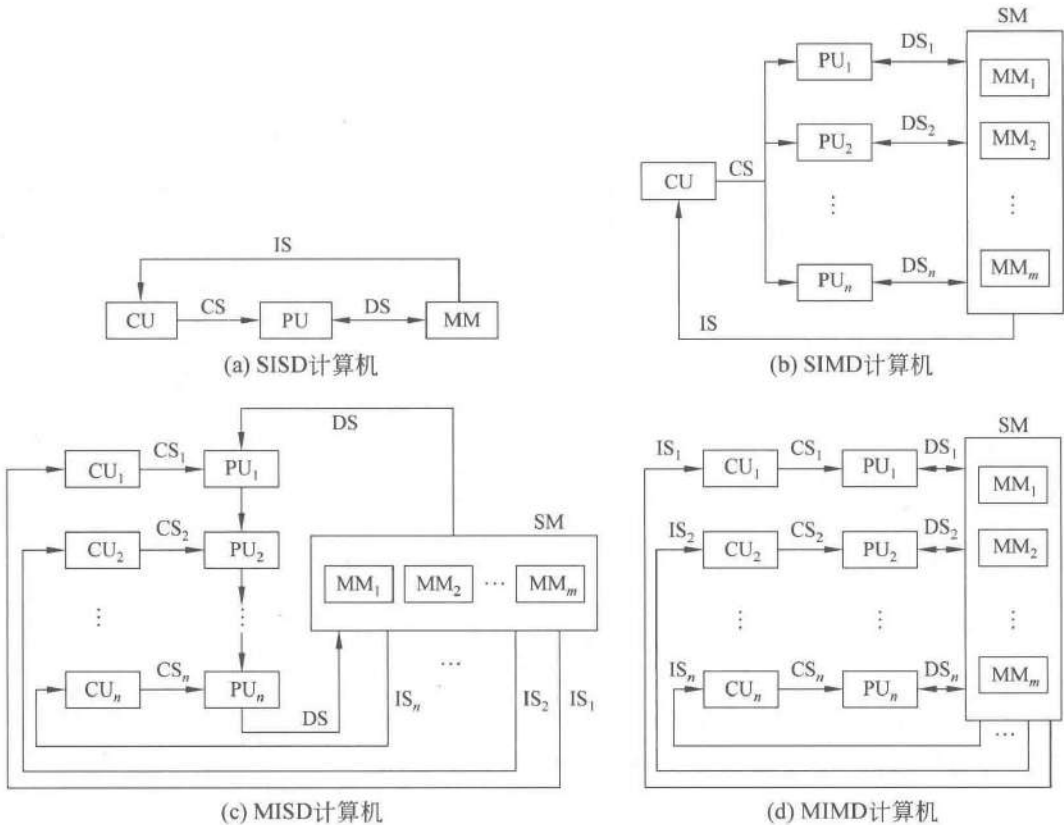 IS
CU
CS
PU
DS
MM
(a) SISD计算机
SM
PU₁
DS₁
MM₁
PU₂
DS₂
MM₂
CU
CS
⋮
⋮
PUₙ
DSₙ
MMₘ
IS
(b) SIMD计算机
DS
CU₁
CS₁
PU₁
SM
CU₂
CS₂
PU₂
MM₁
MM₂
…
MMₘ
⋮
⋮
…
CUₙ
CSₙ
PUₙ
DS
ISₙ
IS₂
IS₁
(c) MISD计算机
SM
IS₁
CU₁
CS₁
PU₁
DS₁
MM₁
IS₂
CU₂
CS₂
PU₂
DS₂
MM₂
⋮
⋮
⋮
ISₙ
CUₙ
CSₙ
PUₙ
DSₙ
MMₘ
…
(d) MIMD计算机